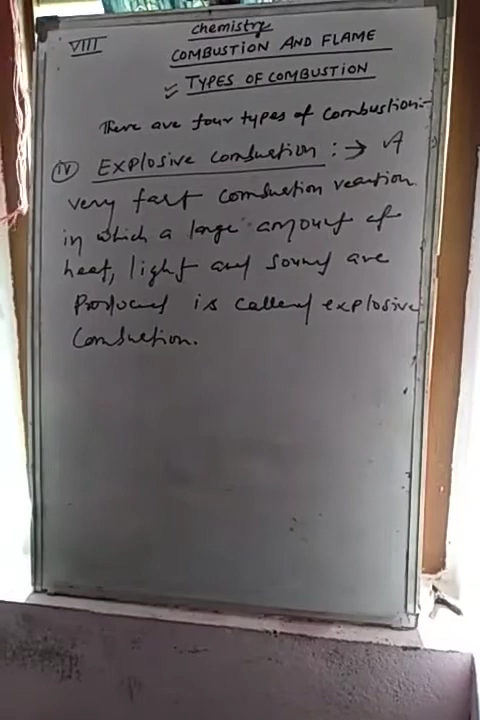 Chemistry
VIII
COMBUSTION AND FLAME
TYPES OF COMBUSTION
There are four types of Combustion:-
(iv) Explosive Combustion :→ A
very fast Combustion reaction
in which a large amount of
heat, light and sound are
Produced is called explosive
Combustion.